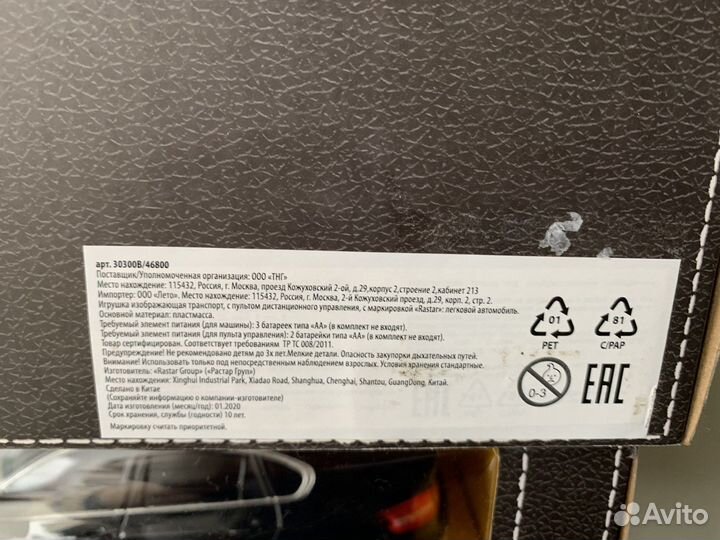 арт. 30300B/46800
Поставщик/Уполномоченная организация: ООО «ТНГ»
Место нахождение: 115432, Россия, г. Москва, проезд Кожуховский 2-ой, д.29, корпус 2,строение 2,кабинет 213
Импортер: ООО «Лето». Место нахождение: 115432, Россия, г. Москва, 2-й Кожуховский проезд, д.29, корп. 2, стр. 2.
Игрушка изображающая транспорт, с пультом дистанционного управления, с маркировкой «Rastar»: легковой автомобиль.
Основной материал: пластмасса.
Требуемый элемент питания (для машины): 3 батареек типа «АА» (в комплект не входят).
Требуемый элемент питания (для пульта управления): 2 батарейки типа «АА» (в комплект не входят).
Товар сертифицирован. Соответствует требованиям ТР ТС 008/2011.
Предупреждение! Не рекомендовано детям до 3х лет.Мелкие детали. Опасность закупорки дыхательных путей.
Внимание! Использовать только под непосредственным наблюдением взрослых. Условия хранения стандартные.
Изготовитель: «Rastar Group» («Растар Груп»)
Место нахождения: Xinghui Industrial Park, Xiadao Road, Shanghua, Chenghai, Shantou, GuangDong, Китай.
Сделано в Китае
(Сохраняйте информацию о компании-изготовителе)
Дата изготовления (месяц/год): 01.2020
Срок хранения, службы (годности) 10 лет.
Маркировку считать приоритетной.
01
PET
81
C/PAP
0-3
EAC
Avito